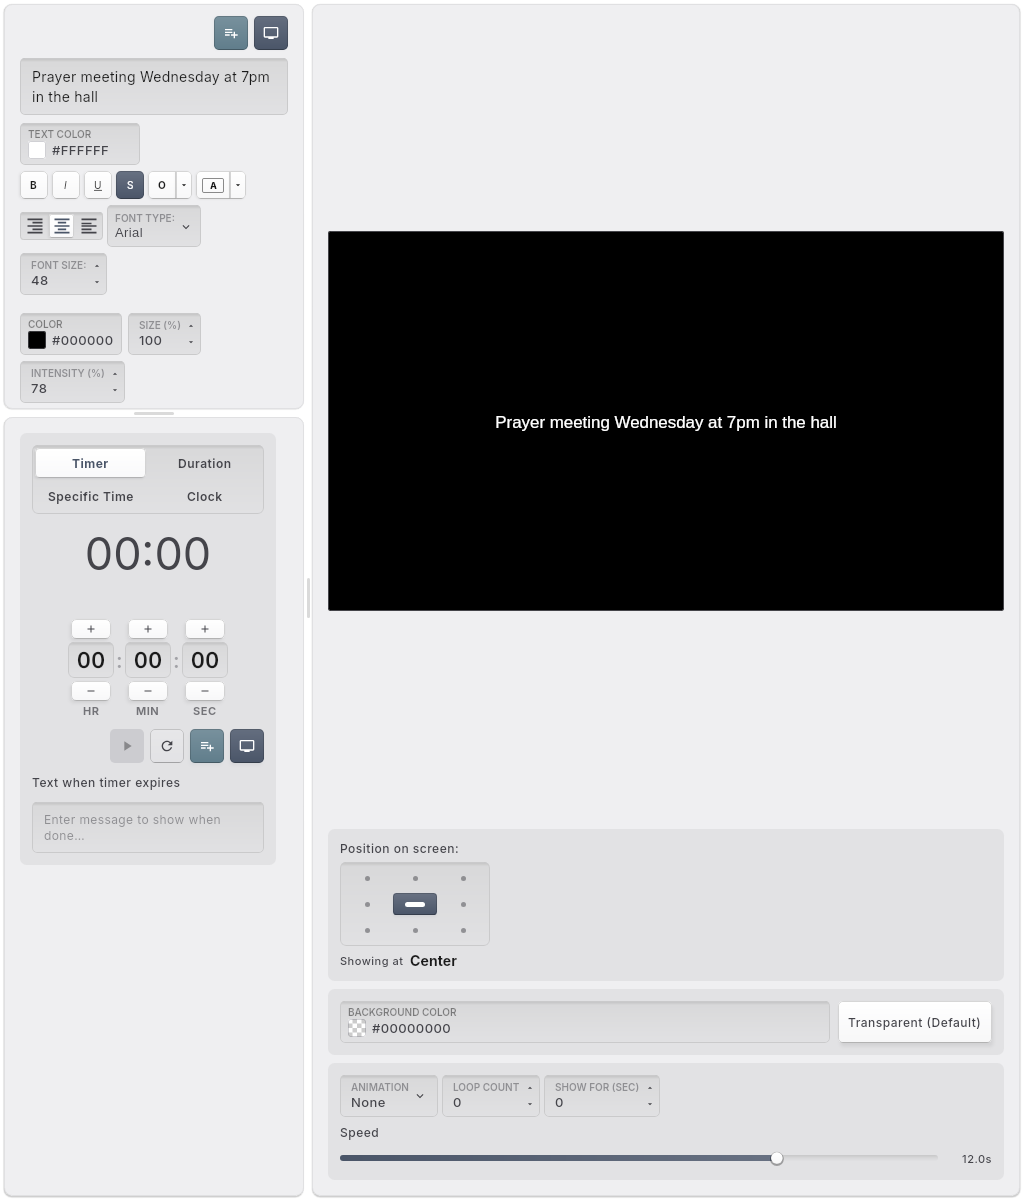 Prayer meeting Wednesday at 7pm
in the hall
TEXT COLOR
#FFFFFF
B I U S O A
FONT TYPE:
Arial
FONT SIZE:
48
COLOR
#000000
SIZE (%)
100
INTENSITY (%)
78
Timer Duration
Specific Time Clock
00:00
+ + +
00 : 00 : 00
− − −
HR MIN SEC
Text when timer expires
Enter message to show when
done...
Prayer meeting Wednesday at 7pm in the hall
Position on screen:
Showing at Center
BACKGROUND COLOR
#00000000
Transparent (Default)
ANIMATION
None
LOOP COUNT
0
SHOW FOR (SEC)
0
Speed
12.0s